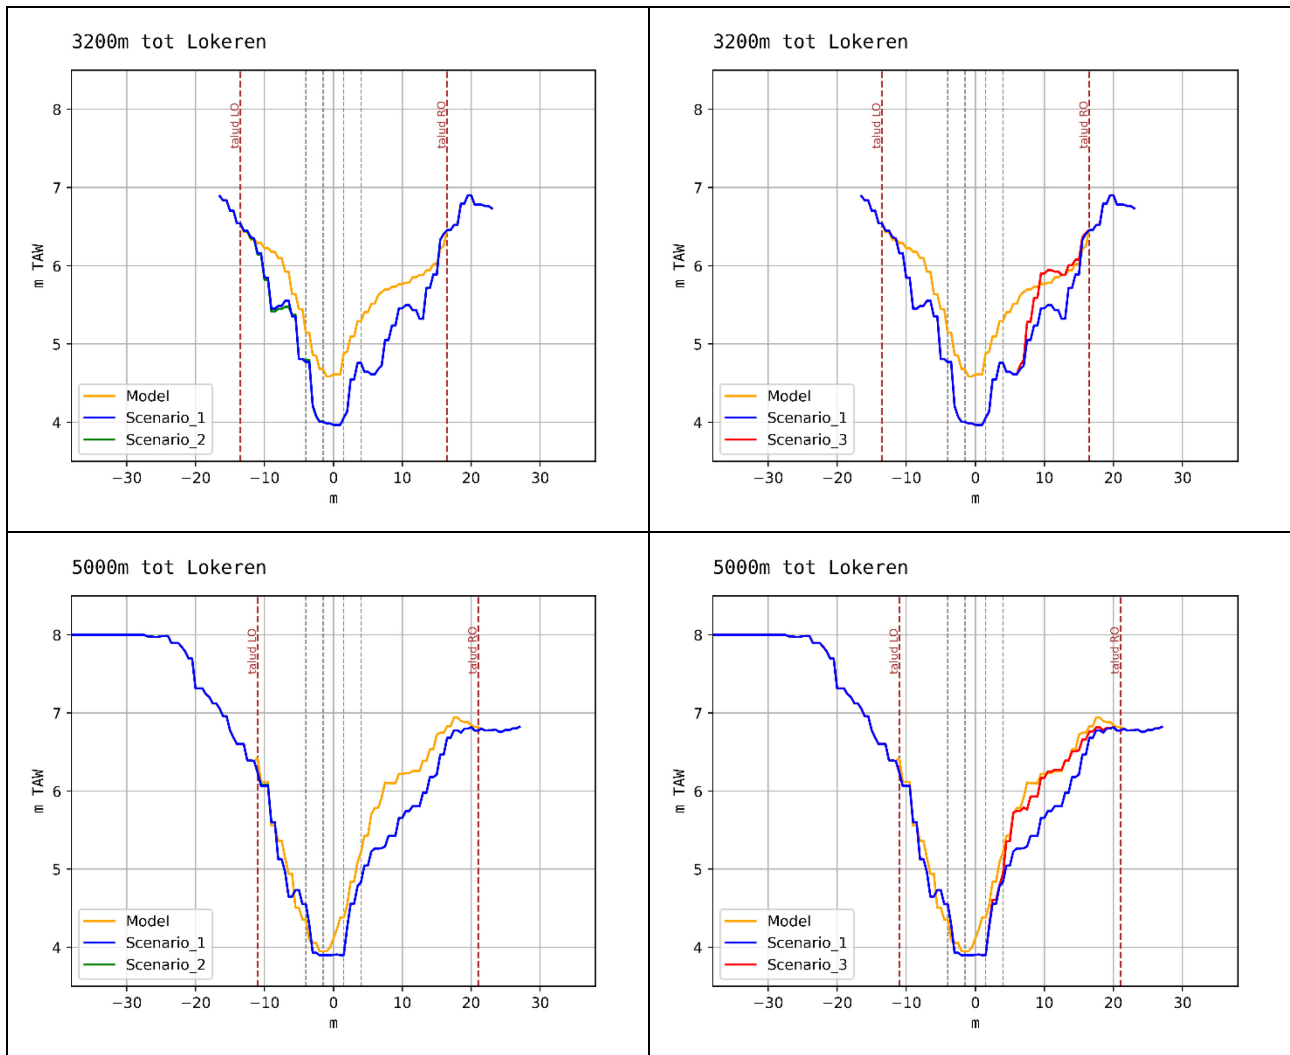 3200m tot Lokeren
talud LO
talud RO
8
7
6
5
4
m TAW
Model
Scenario_1
Scenario_2
−30
−20
−10
0
10
20
30
m
3200m tot Lokeren
talud LO
talud RO
8
7
6
5
4
m TAW
Model
Scenario_1
Scenario_3
−30
−20
−10
0
10
20
30
m
5000m tot Lokeren
talud LO
talud RO
8
7
6
5
4
m TAW
Model
Scenario_1
Scenario_2
−30
−20
−10
0
10
20
30
m
5000m tot Lokeren
talud LO
talud RO
8
7
6
5
4
m TAW
Model
Scenario_1
Scenario_3
−30
−20
−10
0
10
20
30
m